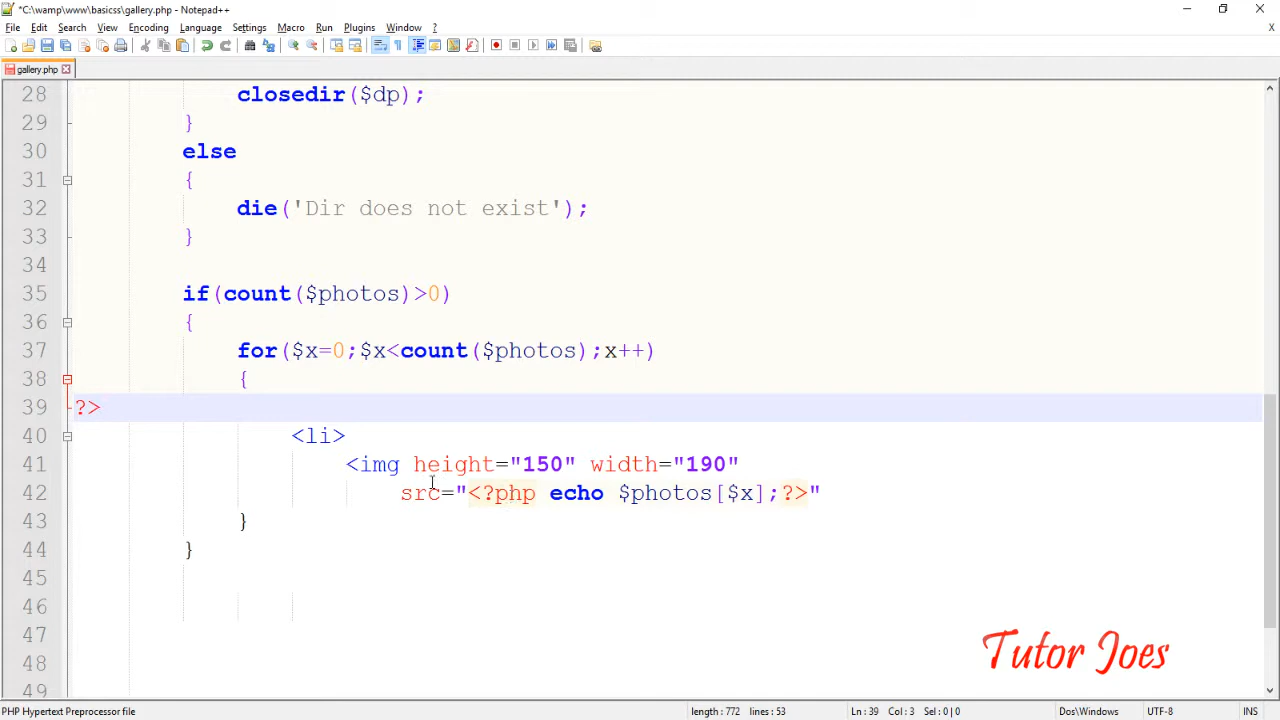 *C:\wamp\www\basicss\gallery.php - Notepad++
File Edit Search View Encoding Language Settings Macro Run Plugins Window ?
X
gallery.php
28 closedir($dp);
29 }
30 else
31 {
32 die('Dir does not exist');
33 }
34
35 if(count($photos)>0)
36 {
37 for($x=0;$x<count($photos);x++)
38 {
39 ?>
40 <li>
41 <img height="150" width="190"
42 src="<?php echo $photos[$x];?>"
43 }
44 }
45
46
47
48
49
Tutor Joes
PHP Hypertext Preprocessor file length : 772 lines : 53 Ln : 39 Col : 3 Sel : 0 | 0 Dos\Windows UTF-8 INS